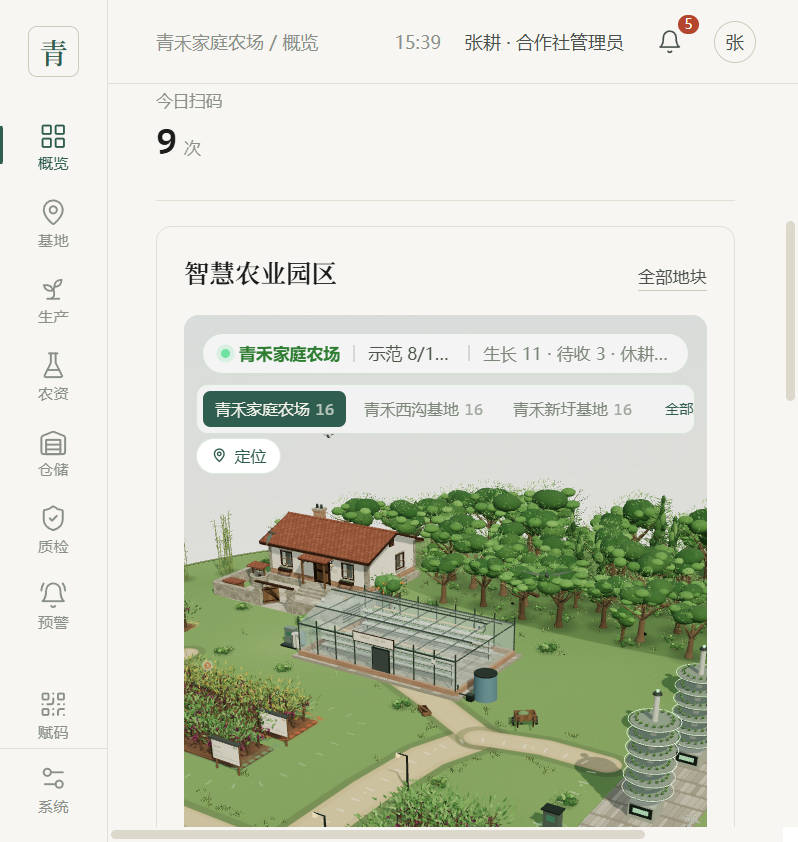 青
青禾家庭农场 / 概览
15:39
张耕 · 合作社管理员
5
张
概览
基地
生产
农资
仓储
质检
预警
赋码
系统
今日扫码
9 次
智慧农业园区
全部地块
青禾家庭农场 | 示范 8/1... | 生长 11 · 待收 3 · 休耕...
青禾家庭农场 16
青禾西沟基地 16
青禾新圩基地 16
全部
定位